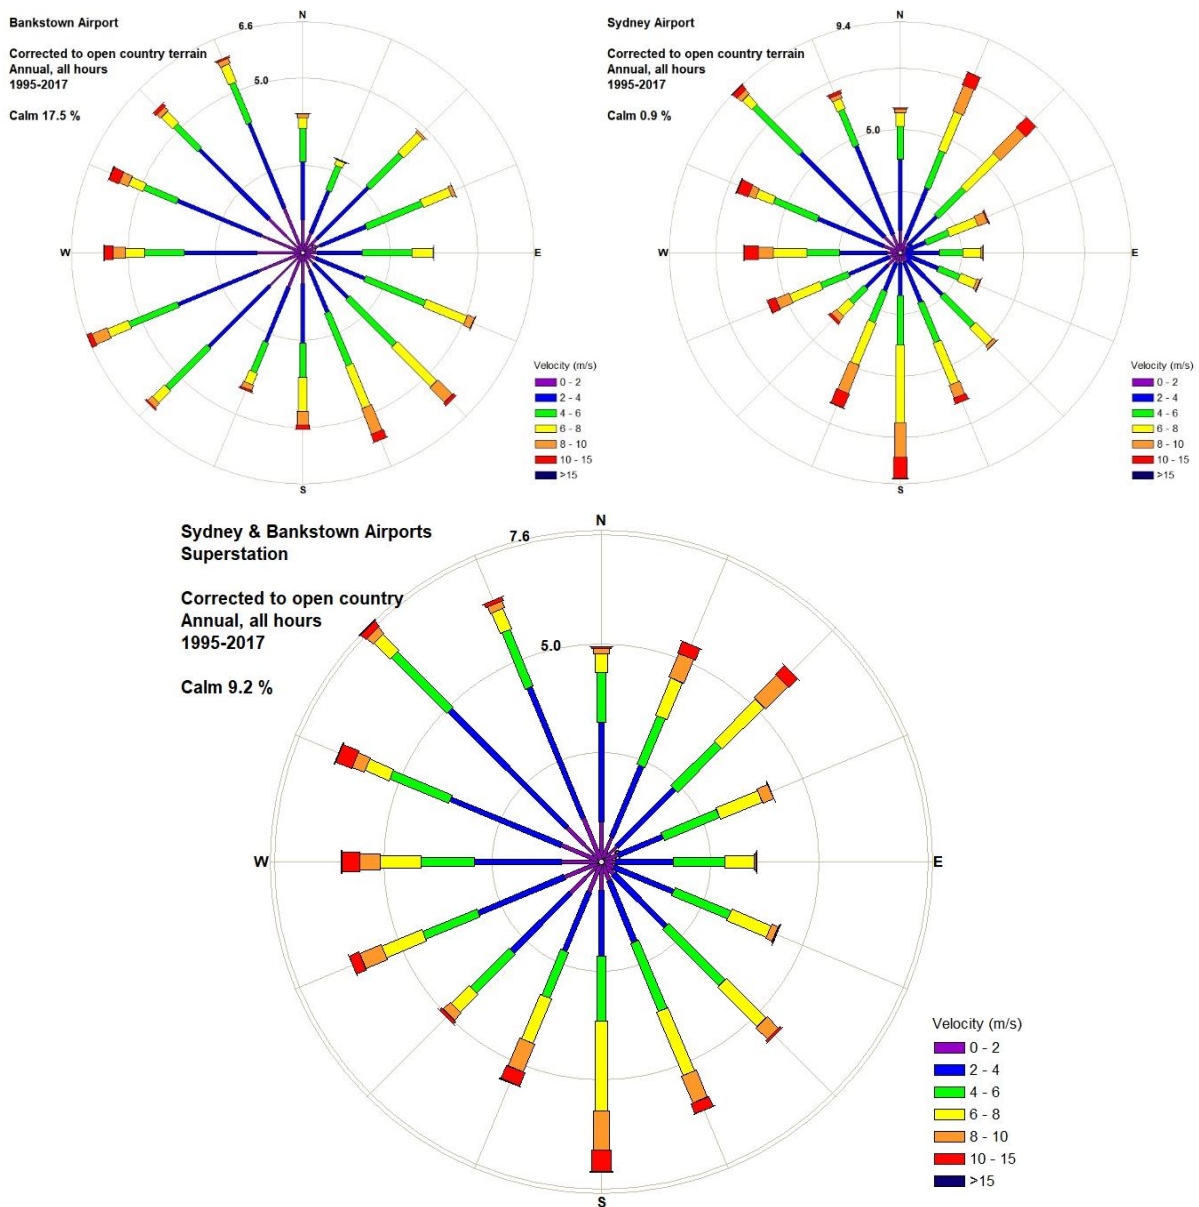 Bankstown Airport
Corrected to open country terrain
Annual, all hours
1995-2017
Calm 17.5 %
6.6
5.0
N
E
S
W
Velocity (m/s)
0 - 2
2 - 4
4 - 6
6 - 8
8 - 10
10 - 15
>15
Sydney Airport
Corrected to open country terrain
Annual, all hours
1995-2017
Calm 0.9 %
9.4
5.0
N
E
S
W
Velocity (m/s)
0 - 2
2 - 4
4 - 6
6 - 8
8 - 10
10 - 15
>15
Sydney & Bankstown Airports
Superstation
Corrected to open country
Annual, all hours
1995-2017
Calm 9.2 %
7.6
5.0
N
E
S
W
Velocity (m/s)
0 - 2
2 - 4
4 - 6
6 - 8
8 - 10
10 - 15
>15